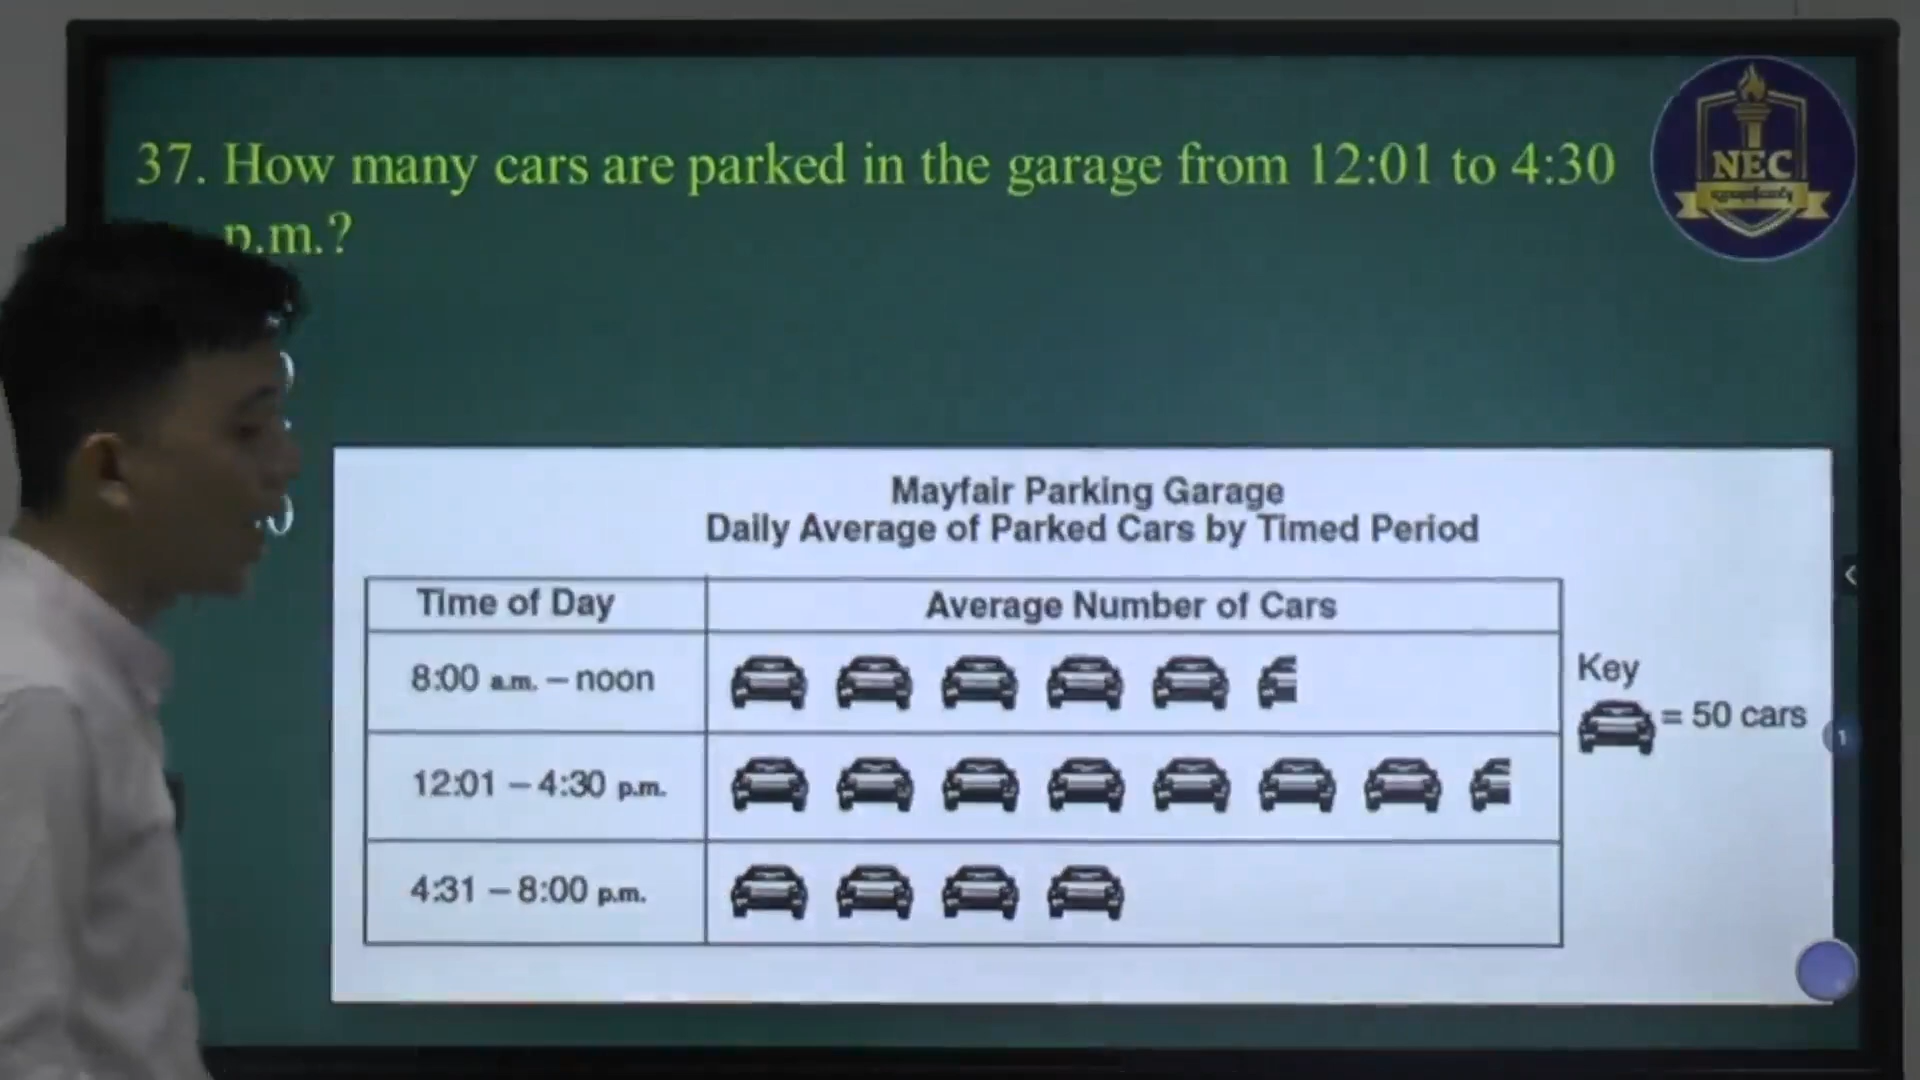 37. How many cars are parked in the garage from 12:01 to 4:30
p.m.?
NEC
Mayfair Parking Garage
Daily Average of Parked Cars by Timed Period
Time of Day Average Number of Cars
8:00 a.m. – noon
Key
= 50 cars
12:01 – 4:30 p.m.
4:31 – 8:00 p.m.
1